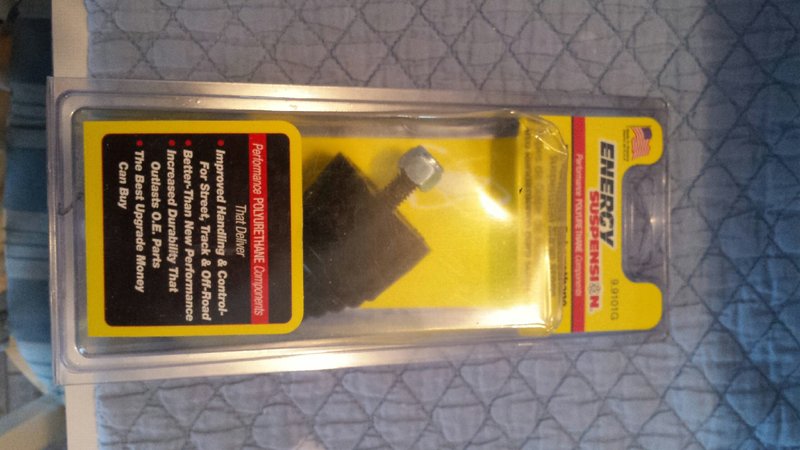 9.9101G
ENERGY
SUSPENSION
Performance POLYURETHANE Components
Performance POLYURETHANE Components
That Deliver
• Improved Handling & Control-
For Street, Track & Off-Road
• Better-Than New Performance
• Increased Durability That
Outlasts O.E. Parts
• The Best Upgrade Money
Can Buy